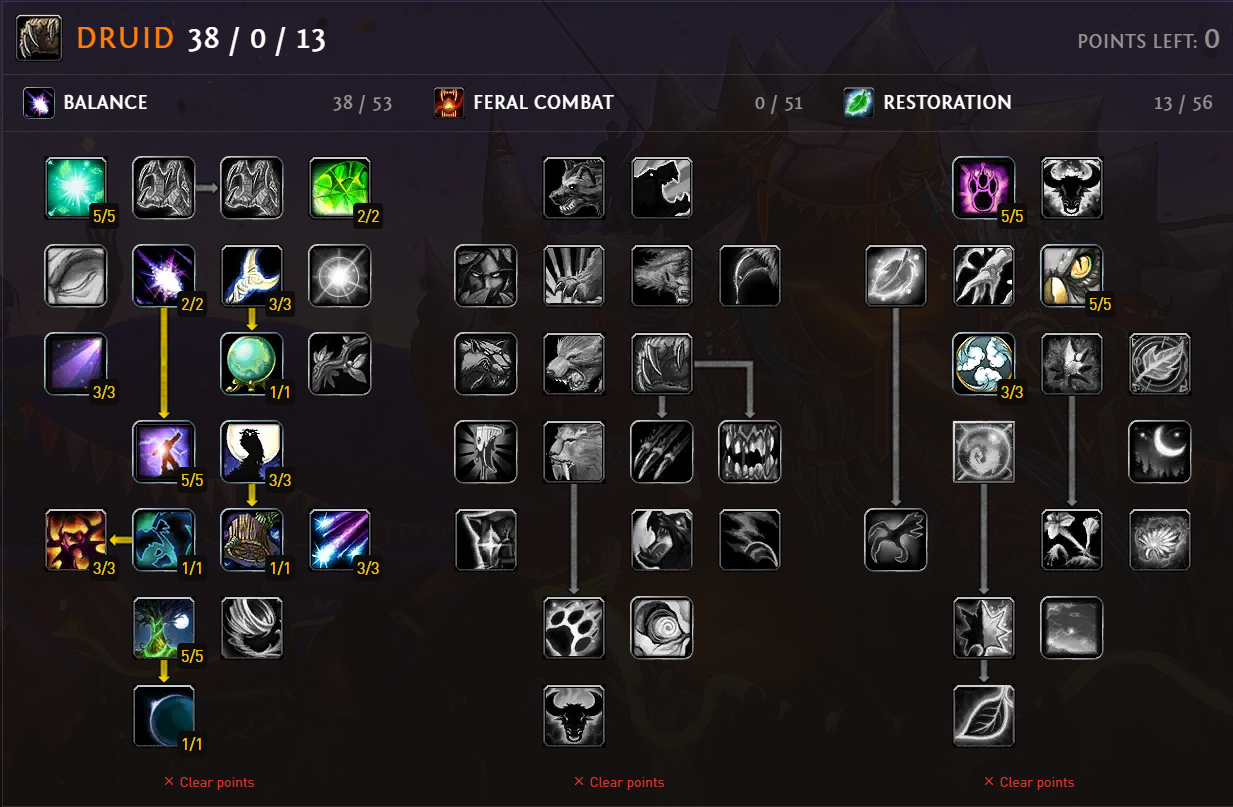 DRUID 38 / 0 / 13
POINTS LEFT: 0
BALANCE 38 / 53
FERAL COMBAT 0 / 51
RESTORATION 13 / 56
5/5 2/2 5/5
2/2 3/3 5/5
3/3 1/1 3/3
5/5 3/3
3/3 1/1 1/1 3/3
5/5
1/1
× Clear points
× Clear points
× Clear points